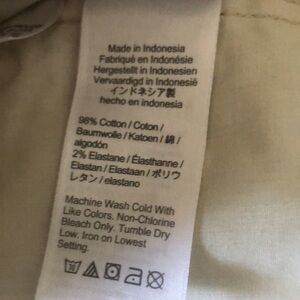 Made in Indonesia
Fabriqué en Indonésie
Hergestellt in Indonesien
Vervaardigd in Indonesië
インドネシア製
hecho en indonesia
98% Cotton / Coton /
Baumwolle / Katoen / 綿 /
algodón
2% Elastane / Élasthanne /
Elastan / Elastaan / ポリウ
レタン / elastano
Machine Wash Cold With
Like Colors. Non-Chlorine
Bleach Only. Tumble Dry
Low. Iron on Lowest
Setting.